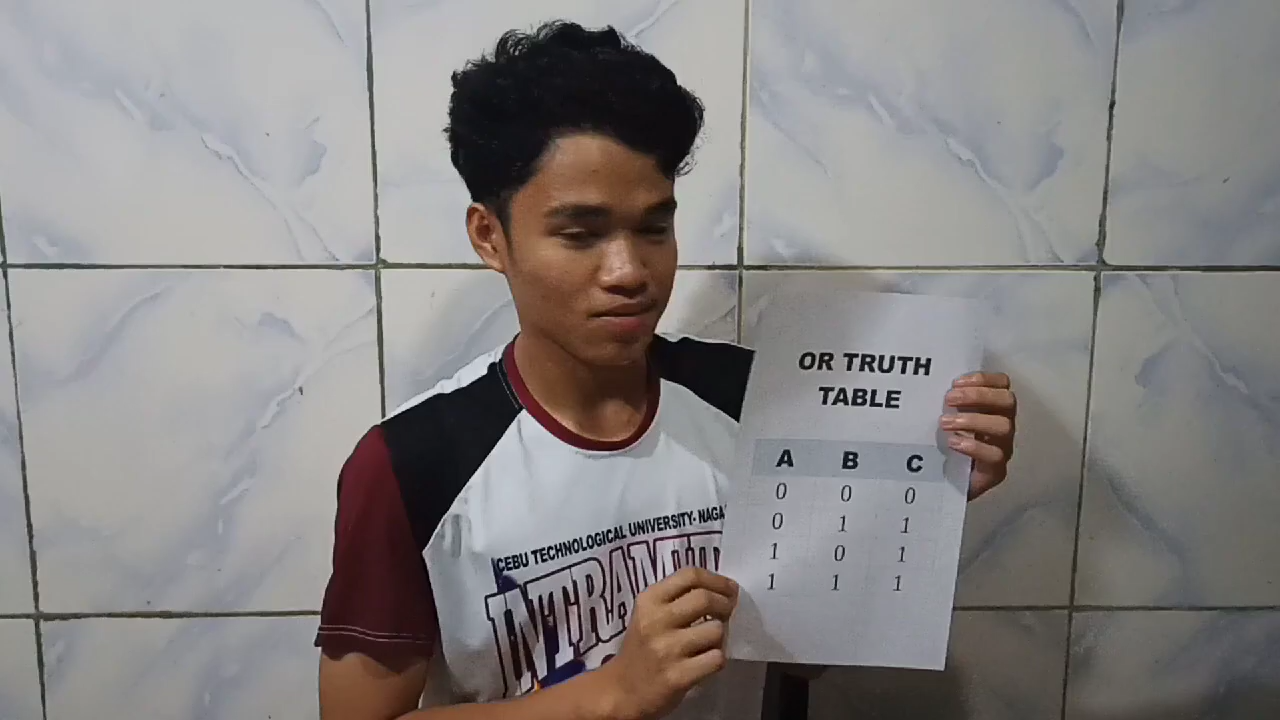 CEBU TECHNOLOGICAL UNIVERSITY- NAGA
OR TRUTH
TABLE
A B C
0 0 0
0 1 1
1 0 1
1 1 1